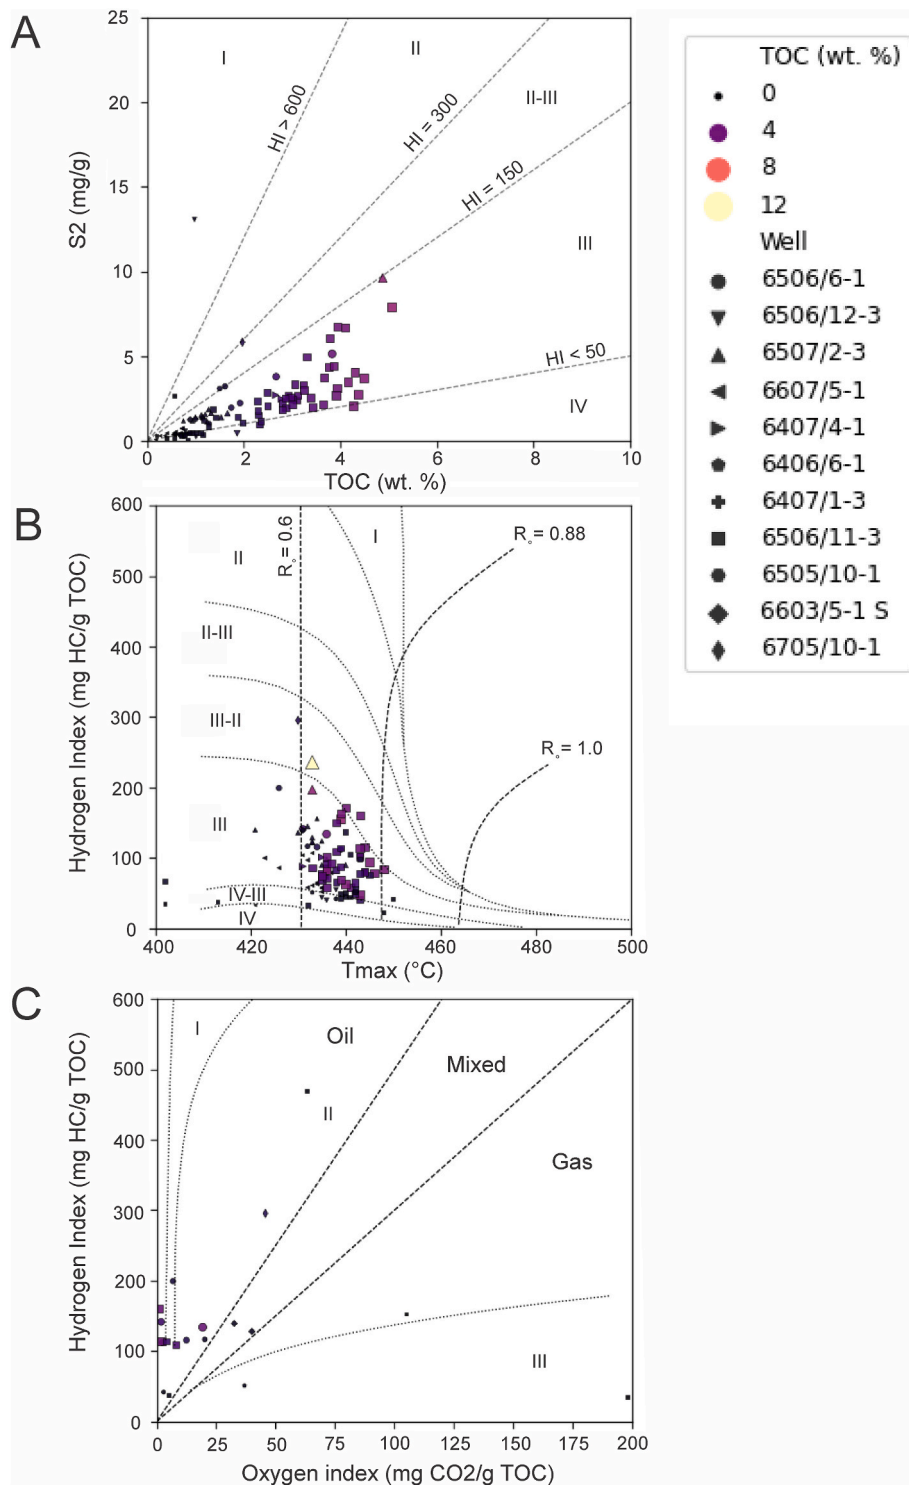 A
25
20
15
10
5
0
S2 (mg/g)
I
II
II-III
III
IV
HI > 600
HI = 300
HI = 150
HI < 50
0
2
4
6
8
10
TOC (wt. %)
TOC (wt. %)
0
4
8
12
Well
6506/6-1
6506/12-3
6507/2-3
6607/5-1
6407/4-1
6406/6-1
6407/1-3
6506/11-3
6505/10-1
6603/5-1 S
6705/10-1
B
600
500
400
300
200
100
0
Hydrogen Index (mg HC/g TOC)
II
II-III
III-II
III
IV-III
IV
I
R₀= 0.6
R₀= 0.88
R₀= 1.0
400
420
440
460
480
500
Tmax (°C)
C
600
500
400
300
200
100
0
Hydrogen Index (mg HC/g TOC)
I
Oil
II
Mixed
Gas
III
0
25
50
75
100
125
150
175
200
Oxygen index (mg CO2/g TOC)